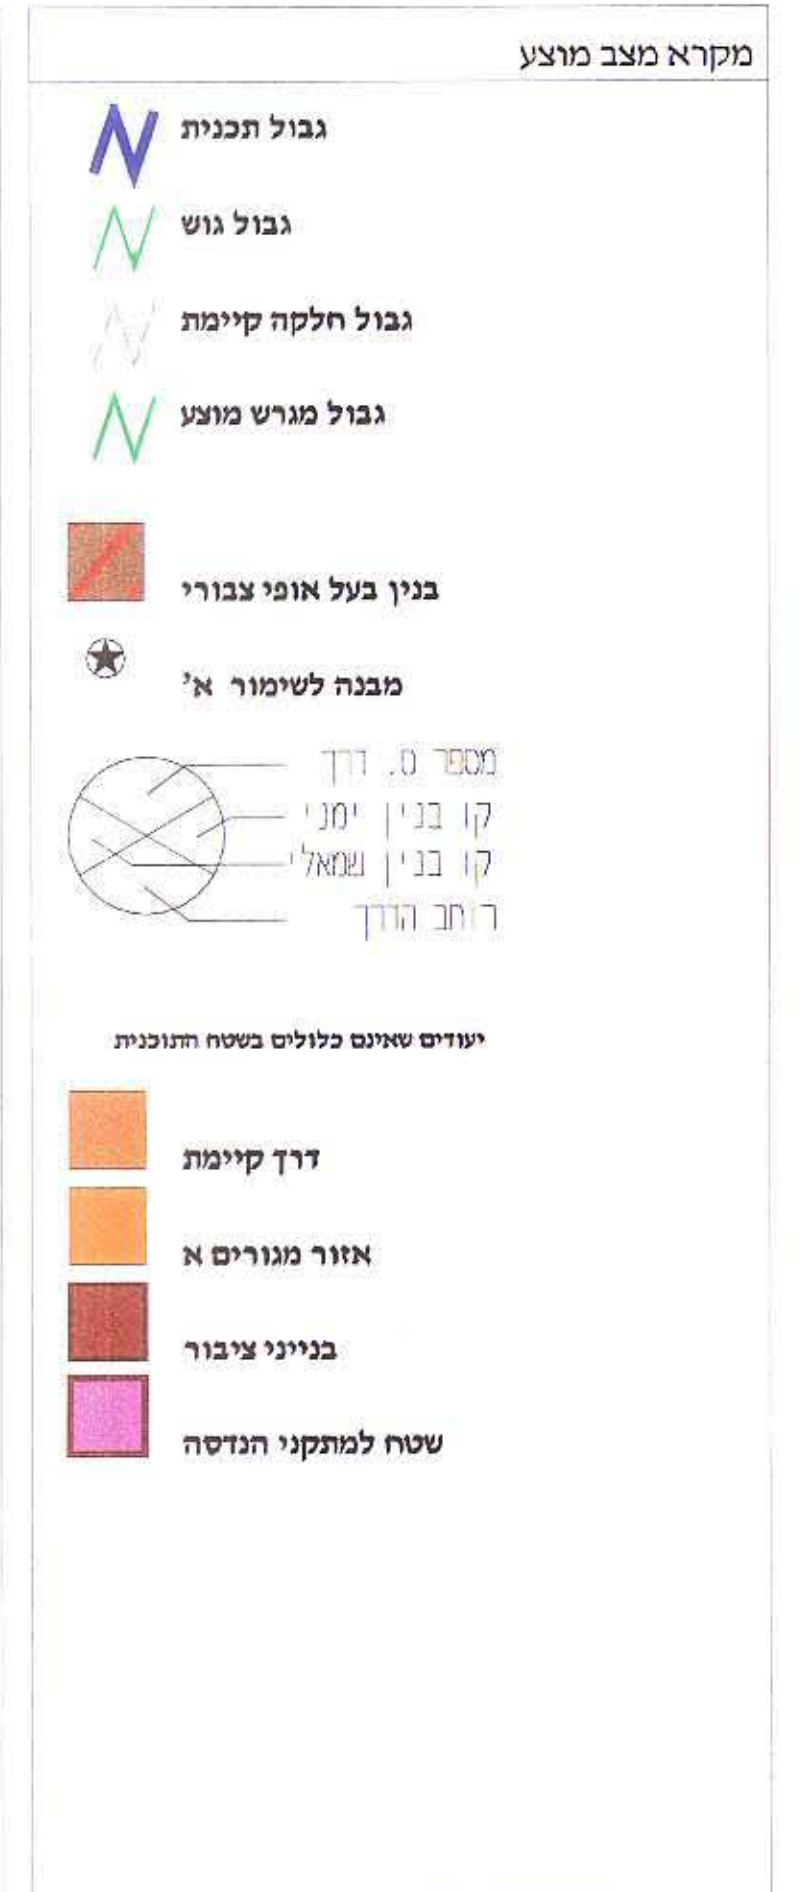 מקרא מצב מוצע
גבול תכנית
גבול גוש
גבול חלקה קיימת
גבול מגרש מוצע
בנין בעל אופי צבורי
מבנה לשימור א'
מספר ס. דרך
קו בנין ימני
קו בנין שמאלי
רוחב הדרך
יעודים שאינם כלולים בשטח התוכנית
דרך קיימת
אזור מגורים א
בנייני ציבור
שטח למתקני הנדסה